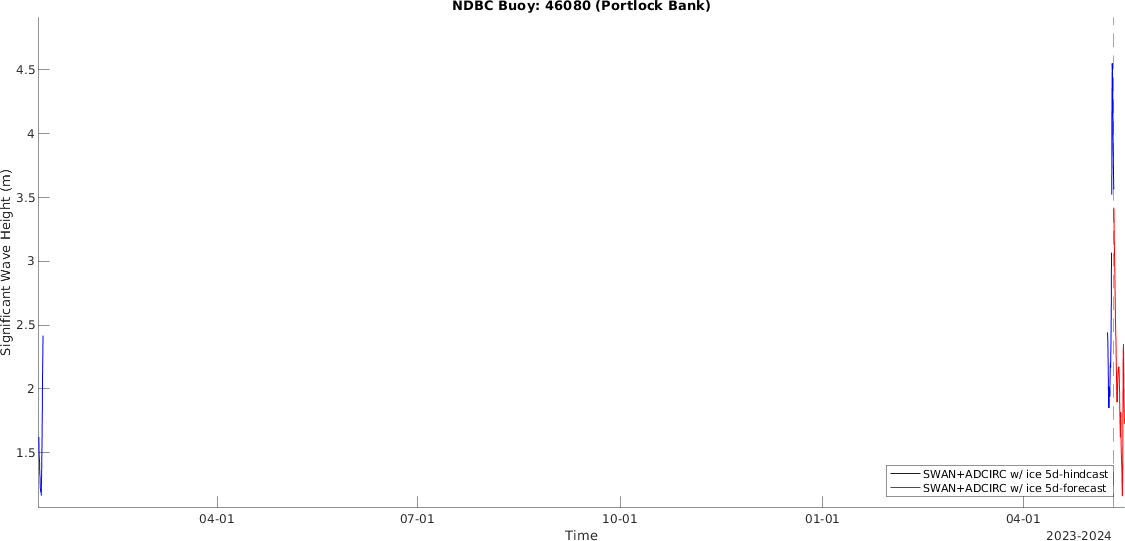 NDBC Buoy: 46080 (Portlock Bank)
Significant Wave Height (m)
4.5
4
3.5
3
2.5
2
1.5
SWAN+ADCIRC w/ ice 5d-hindcast
SWAN+ADCIRC w/ ice 5d-forecast
04-01
07-01
10-01
01-01
04-01
Time
2023-2024